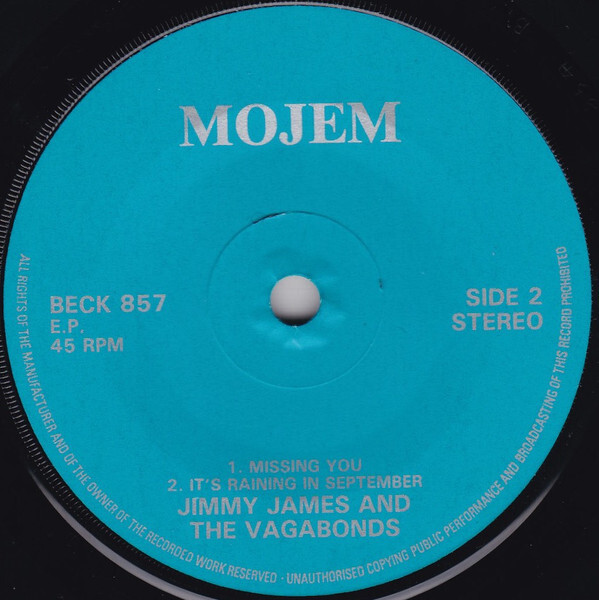 MOJEM
BECK 857
E.P.
45 RPM
SIDE 2
STEREO
1. MISSING YOU
2. IT'S RAINING IN SEPTEMBER
JIMMY JAMES AND
THE VAGABONDS
ALL RIGHTS OF THE MANUFACTURER AND OF THE OWNER OF THE RECORDED WORK RESERVED · UNAUTHORISED COPYING PUBLIC PERFORMANCE AND BROADCASTING OF THIS RECORD PROHIBITED